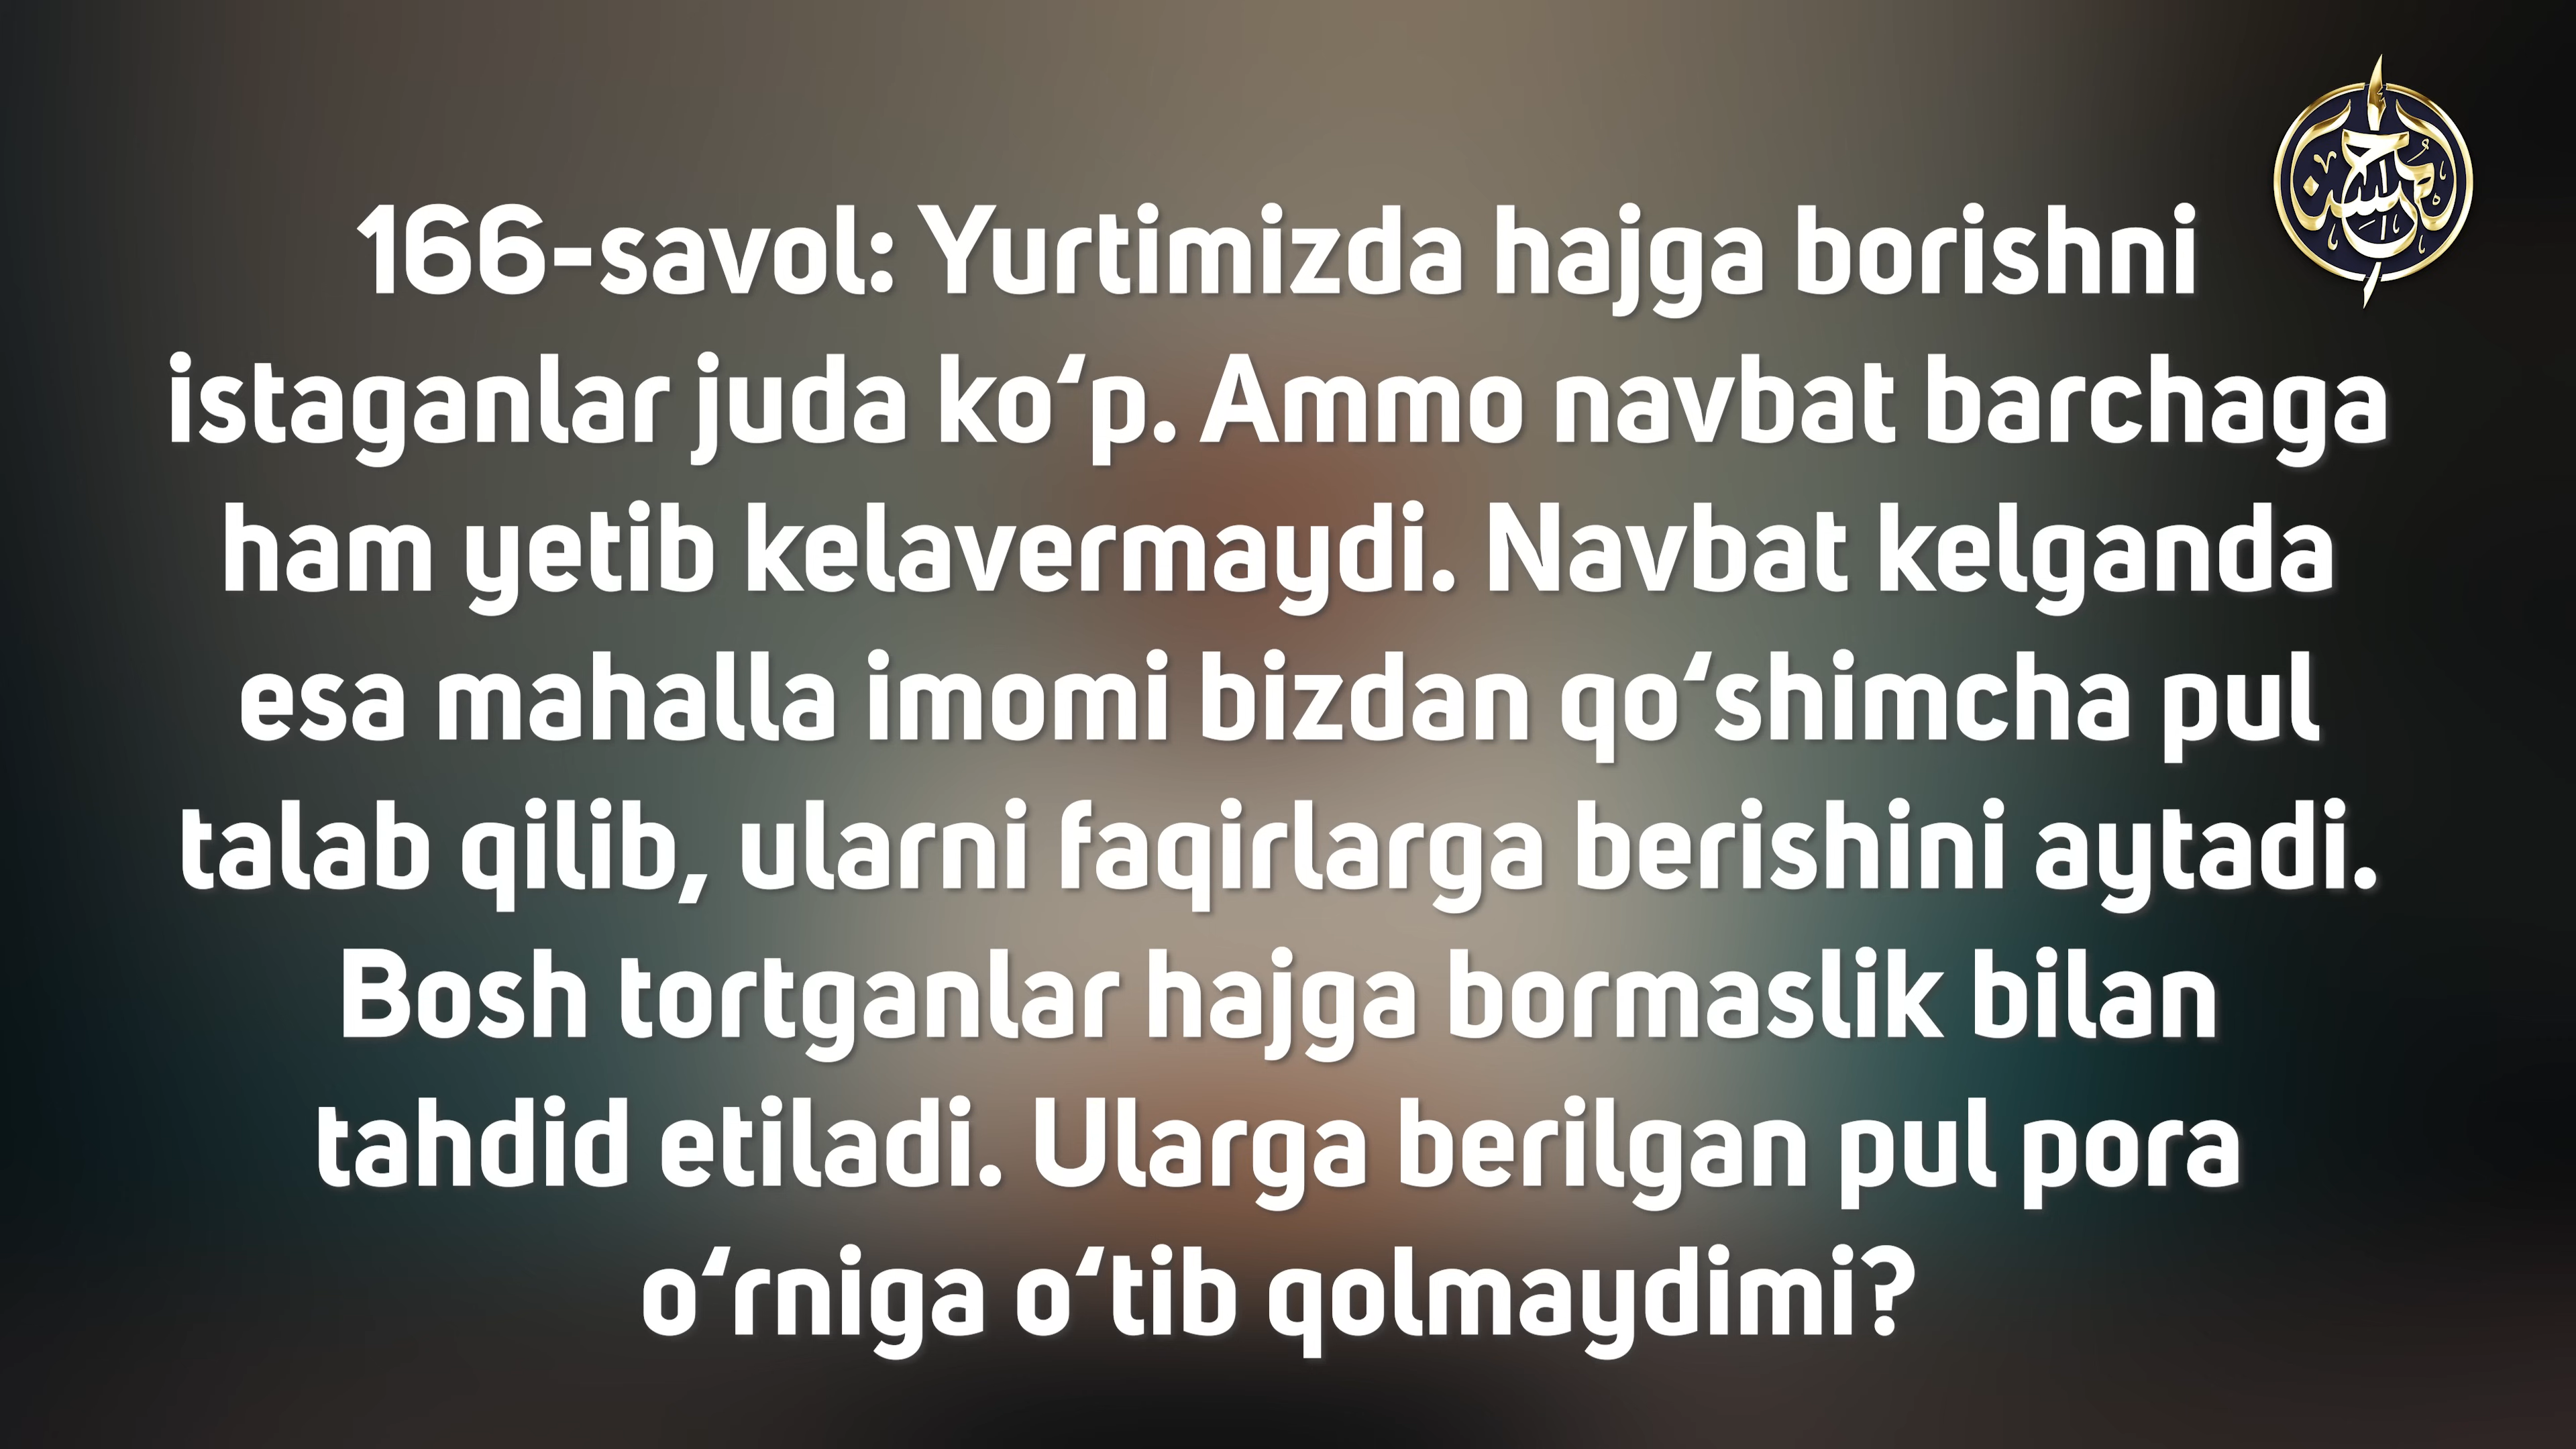 166-savol: Yurtimizda hajga borishni
istaganlar juda ko‘p. Ammo navbat barchaga
ham yetib kelavermaydi. Navbat kelganda
esa mahalla imomi bizdan qo‘shimcha pul
talab qilib, ularni faqirlarga berishini aytadi.
Bosh tortganlar hajga bormaslik bilan
tahdid etiladi. Ularga berilgan pul pora
o‘rniga o‘tib qolmaydimi?